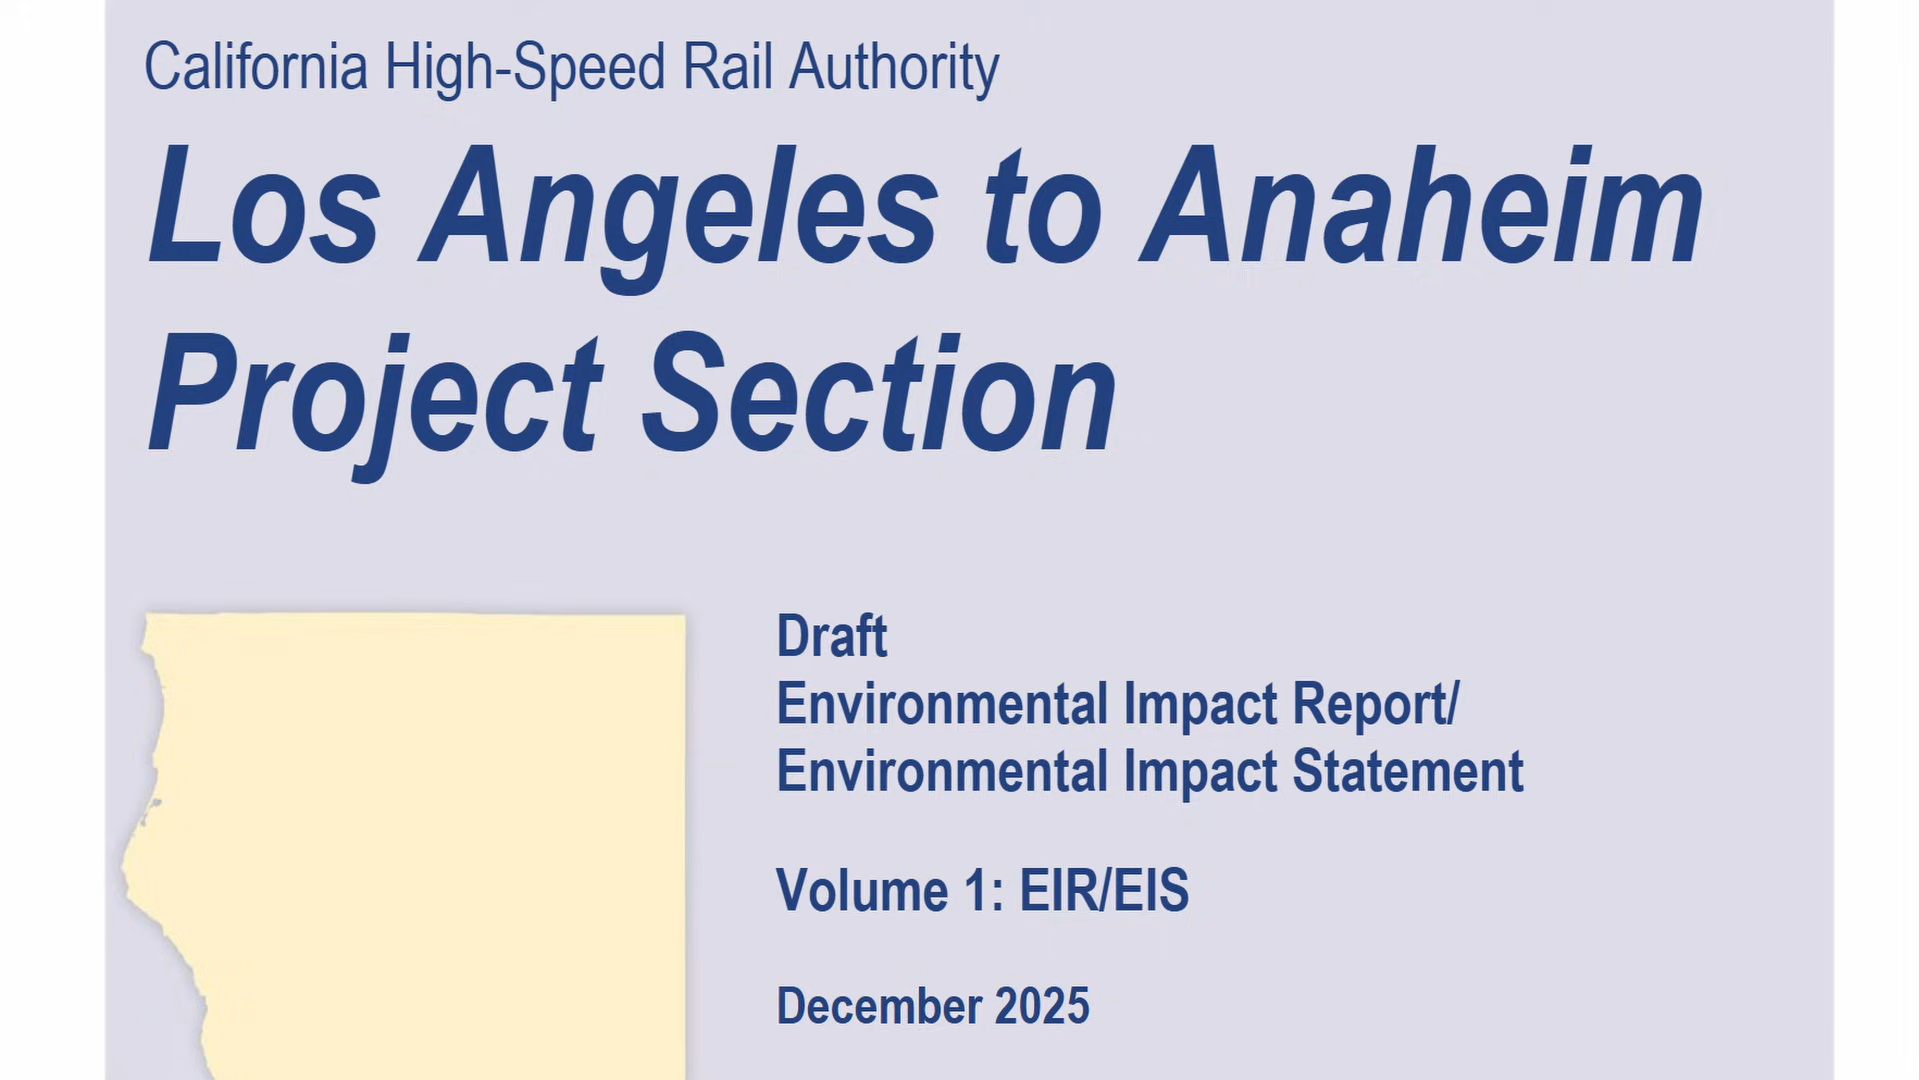 California High-Speed Rail Authority
Los Angeles to Anaheim
Project Section
Draft
Environmental Impact Report/
Environmental Impact Statement
Volume 1: EIR/EIS
December 2025